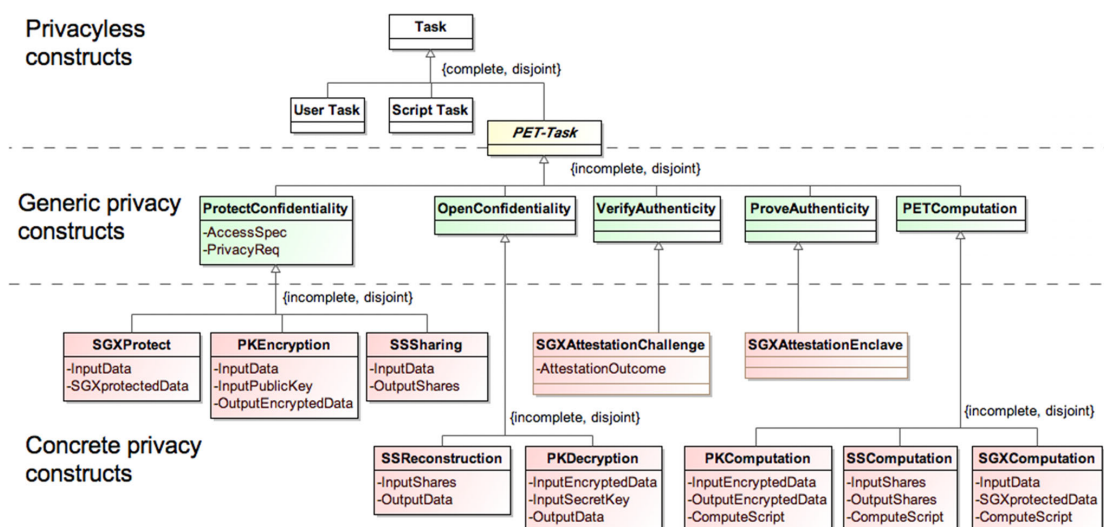 Privacyless
constructs
Task
{complete, disjoint}
User Task
Script Task
PET-Task
{incomplete, disjoint}
Generic privacy
constructs
ProtectConfidentiality
-AccessSpec
-PrivacyReq
OpenConfidentiality
VerifyAuthenticity
ProveAuthenticity
PETComputation
{incomplete, disjoint}
SGXProtect
-InputData
-SGXprotectedData
PKEncryption
-InputData
-InputPublicKey
-OutputEncryptedData
SSSharing
-InputData
-OutputShares
SGXAttestationChallenge
-AttestationOutcome
SGXAttestationEnclave
Concrete privacy
constructs
{incomplete, disjoint}
SSReconstruction
-InputShares
-OutputData
PKDecryption
-InputEncryptedData
-InputSecretKey
-OutputData
{incomplete, disjoint}
PKComputation
-InputEncryptedData
-OutputEncryptedData
-ComputeScript
SSComputation
-InputShares
-OutputShares
-ComputeScript
SGXComputation
-InputData
-SGXprotectedData
-ComputeScript